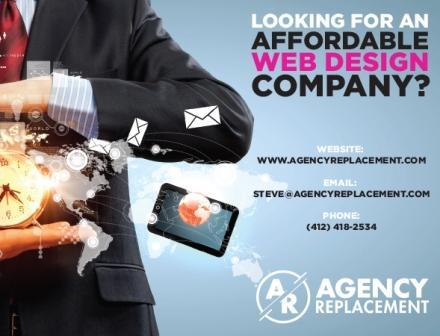 LOOKING FOR AN
AFFORDABLE
WEB DESIGN
COMPANY?
WEBSITE:
WWW.AGENCYREPLACEMENT.COM
EMAIL:
STEVE@AGENCYREPLACEMENT.COM
PHONE:
(412) 418-2534
AR
AGENCY
REPLACEMENT